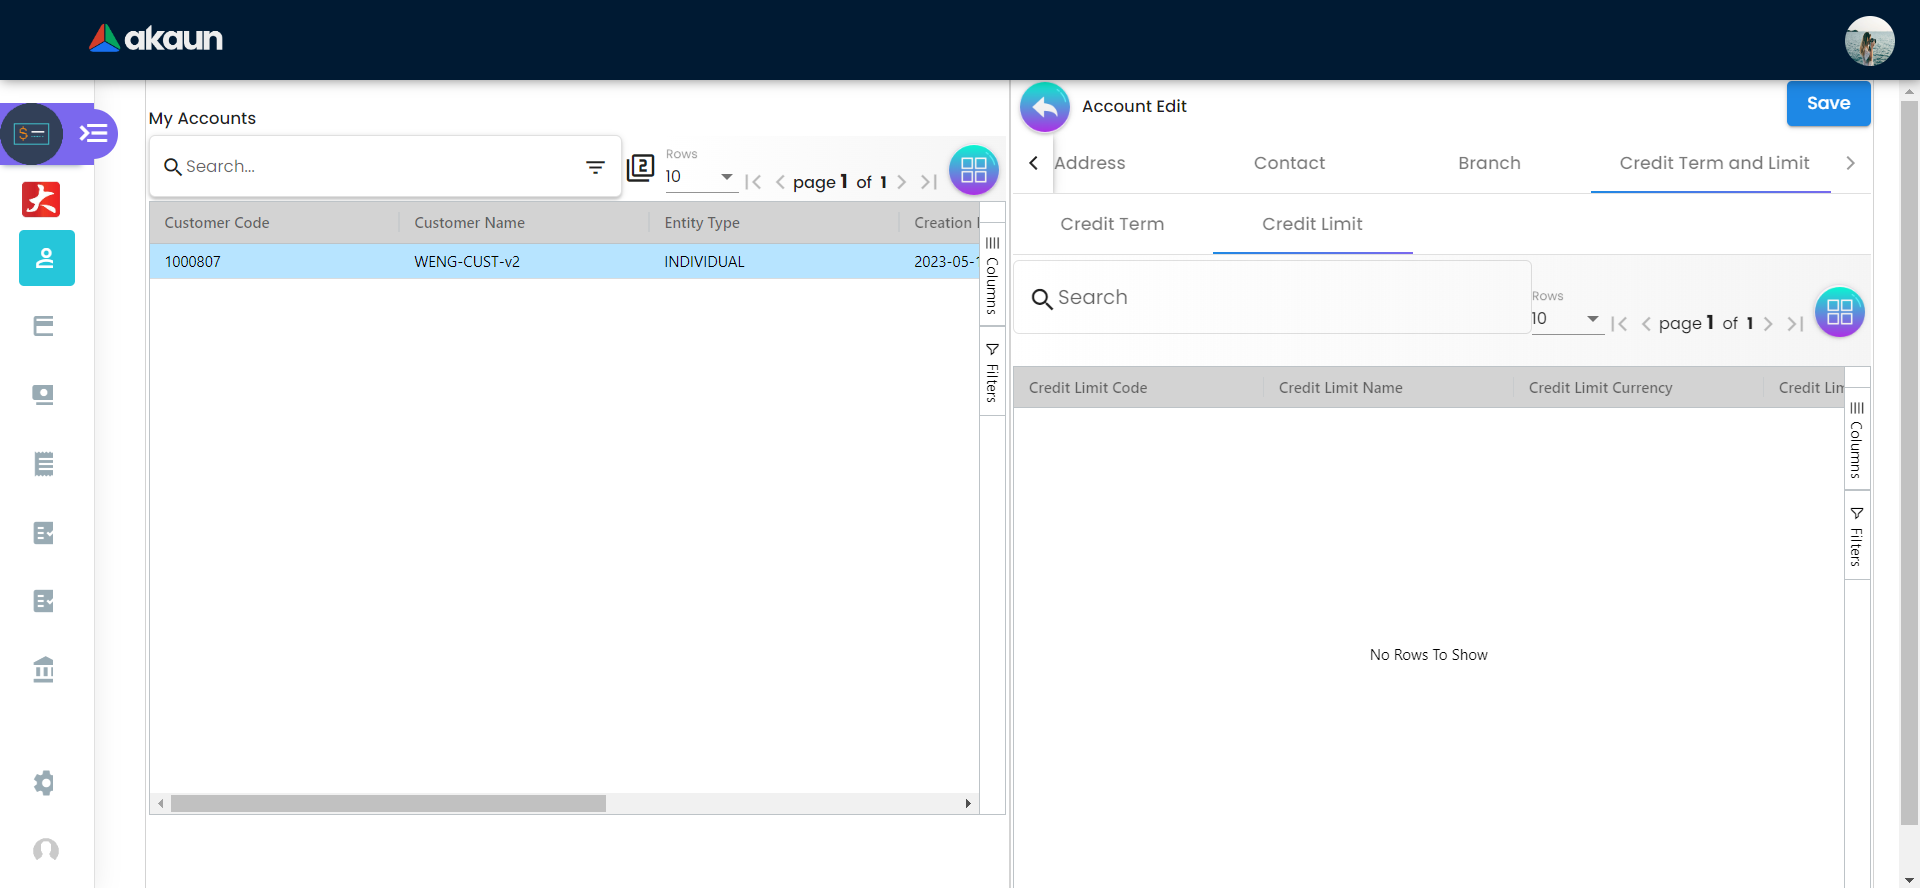 akaun
My Accounts
Search...
2
Rows
10
page 1 of 1
Customer Code
Customer Name
Entity Type
Creation
1000807
WENG-CUST-v2
INDIVIDUAL
2023-05-
Columns
Filters
Account Edit
Save
Address
Contact
Branch
Credit Term and Limit
Credit Term
Credit Limit
Search
Rows
10
page 1 of 1
Credit Limit Code
Credit Limit Name
Credit Limit Currency
Credit Lim
Columns
Filters
No Rows To Show